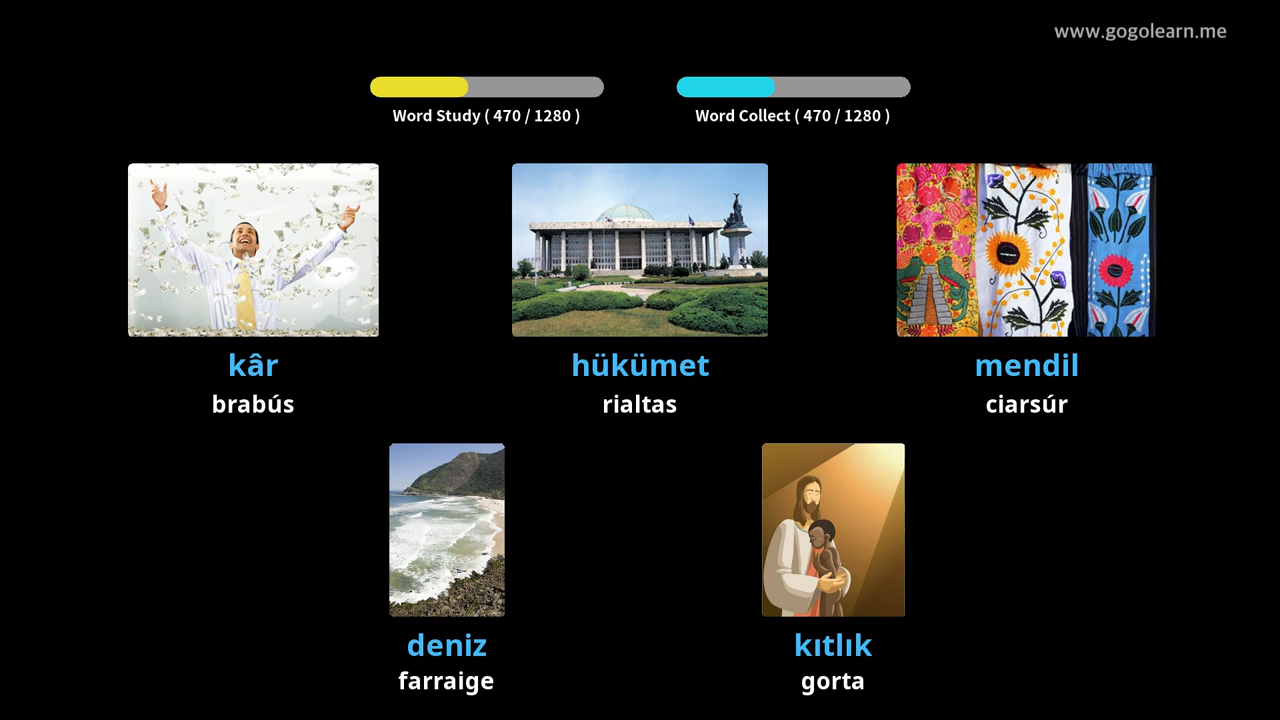 www.gogolearn.me
Word Study ( 470 / 1280 )
Word Collect ( 470 / 1280 )
kâr
brabús
hükümet
rialtas
mendil
ciarsúr
deniz
farraige
kıtlık
gorta